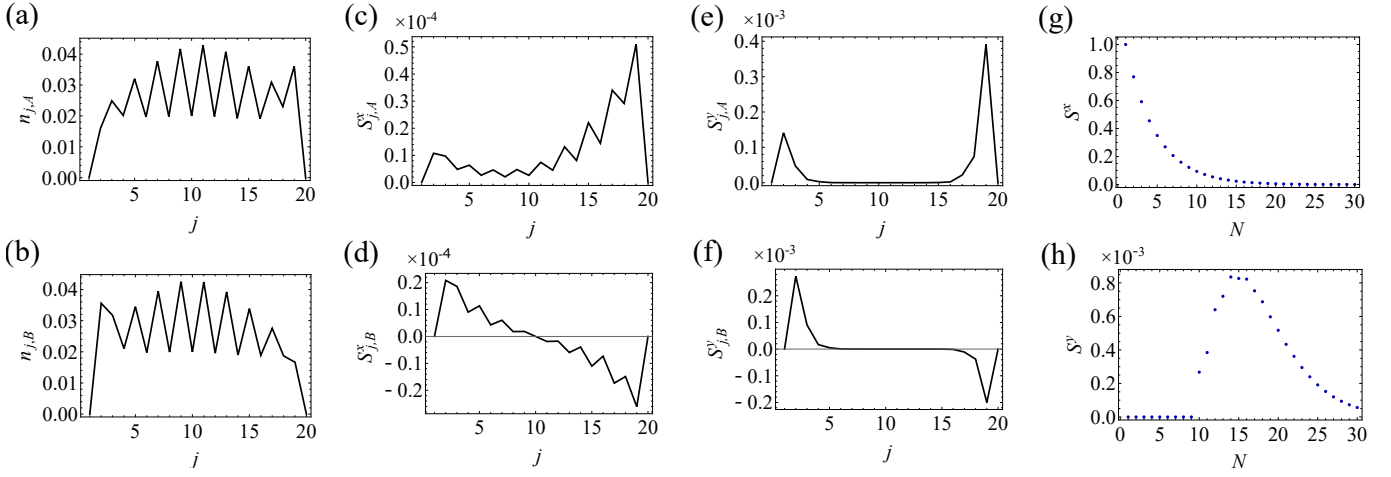 (a)
0.04
0.03
0.02
0.01
0.00
n_{j,A}
5 10 15 20
j
(c)
×10^{-4}
0.5
0.4
0.3
0.2
0.1
0.0
S^x_{j,A}
5 10 15 20
j
(e)
×10^{-3}
0.4
0.3
0.2
0.1
0.0
S^y_{j,A}
5 10 15 20
j
(g)
1.0
0.8
0.6
0.4
0.2
0.0
S^x
0 5 10 15 20 25 30
N
(b)
0.04
0.03
0.02
0.01
0.00
n_{j,B}
5 10 15 20
j
(d)
×10^{-4}
0.2
0.1
0.0
-0.1
-0.2
S^x_{j,B}
5 10 15 20
j
(f)
×10^{-3}
0.2
0.1
0.0
-0.1
-0.2
S^y_{j,B}
5 10 15 20
j
(h)
×10^{-3}
0.8
0.6
0.4
0.2
0.0
S^y
0 5 10 15 20 25 30
N